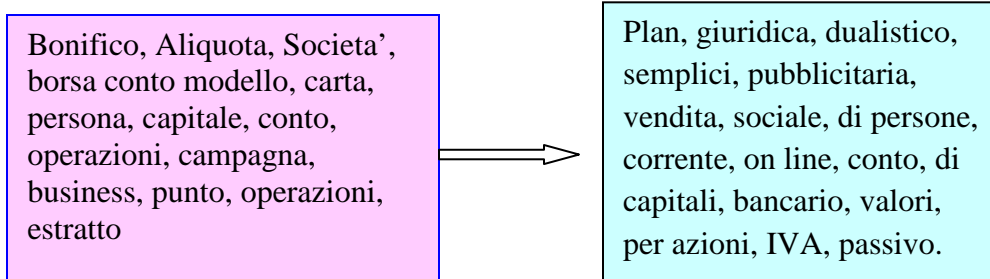 Bonifico, Aliquota, Societa’,
borsa conto modello, carta,
persona, capitale, conto,
operazioni, campagna,
business, punto, operazioni,
estratto
Plan, giuridica, dualistico,
semplici, pubblicitaria,
vendita, sociale, di persone,
corrente, on line, conto, di
capitali, bancario, valori,
per azioni, IVA, passivo.